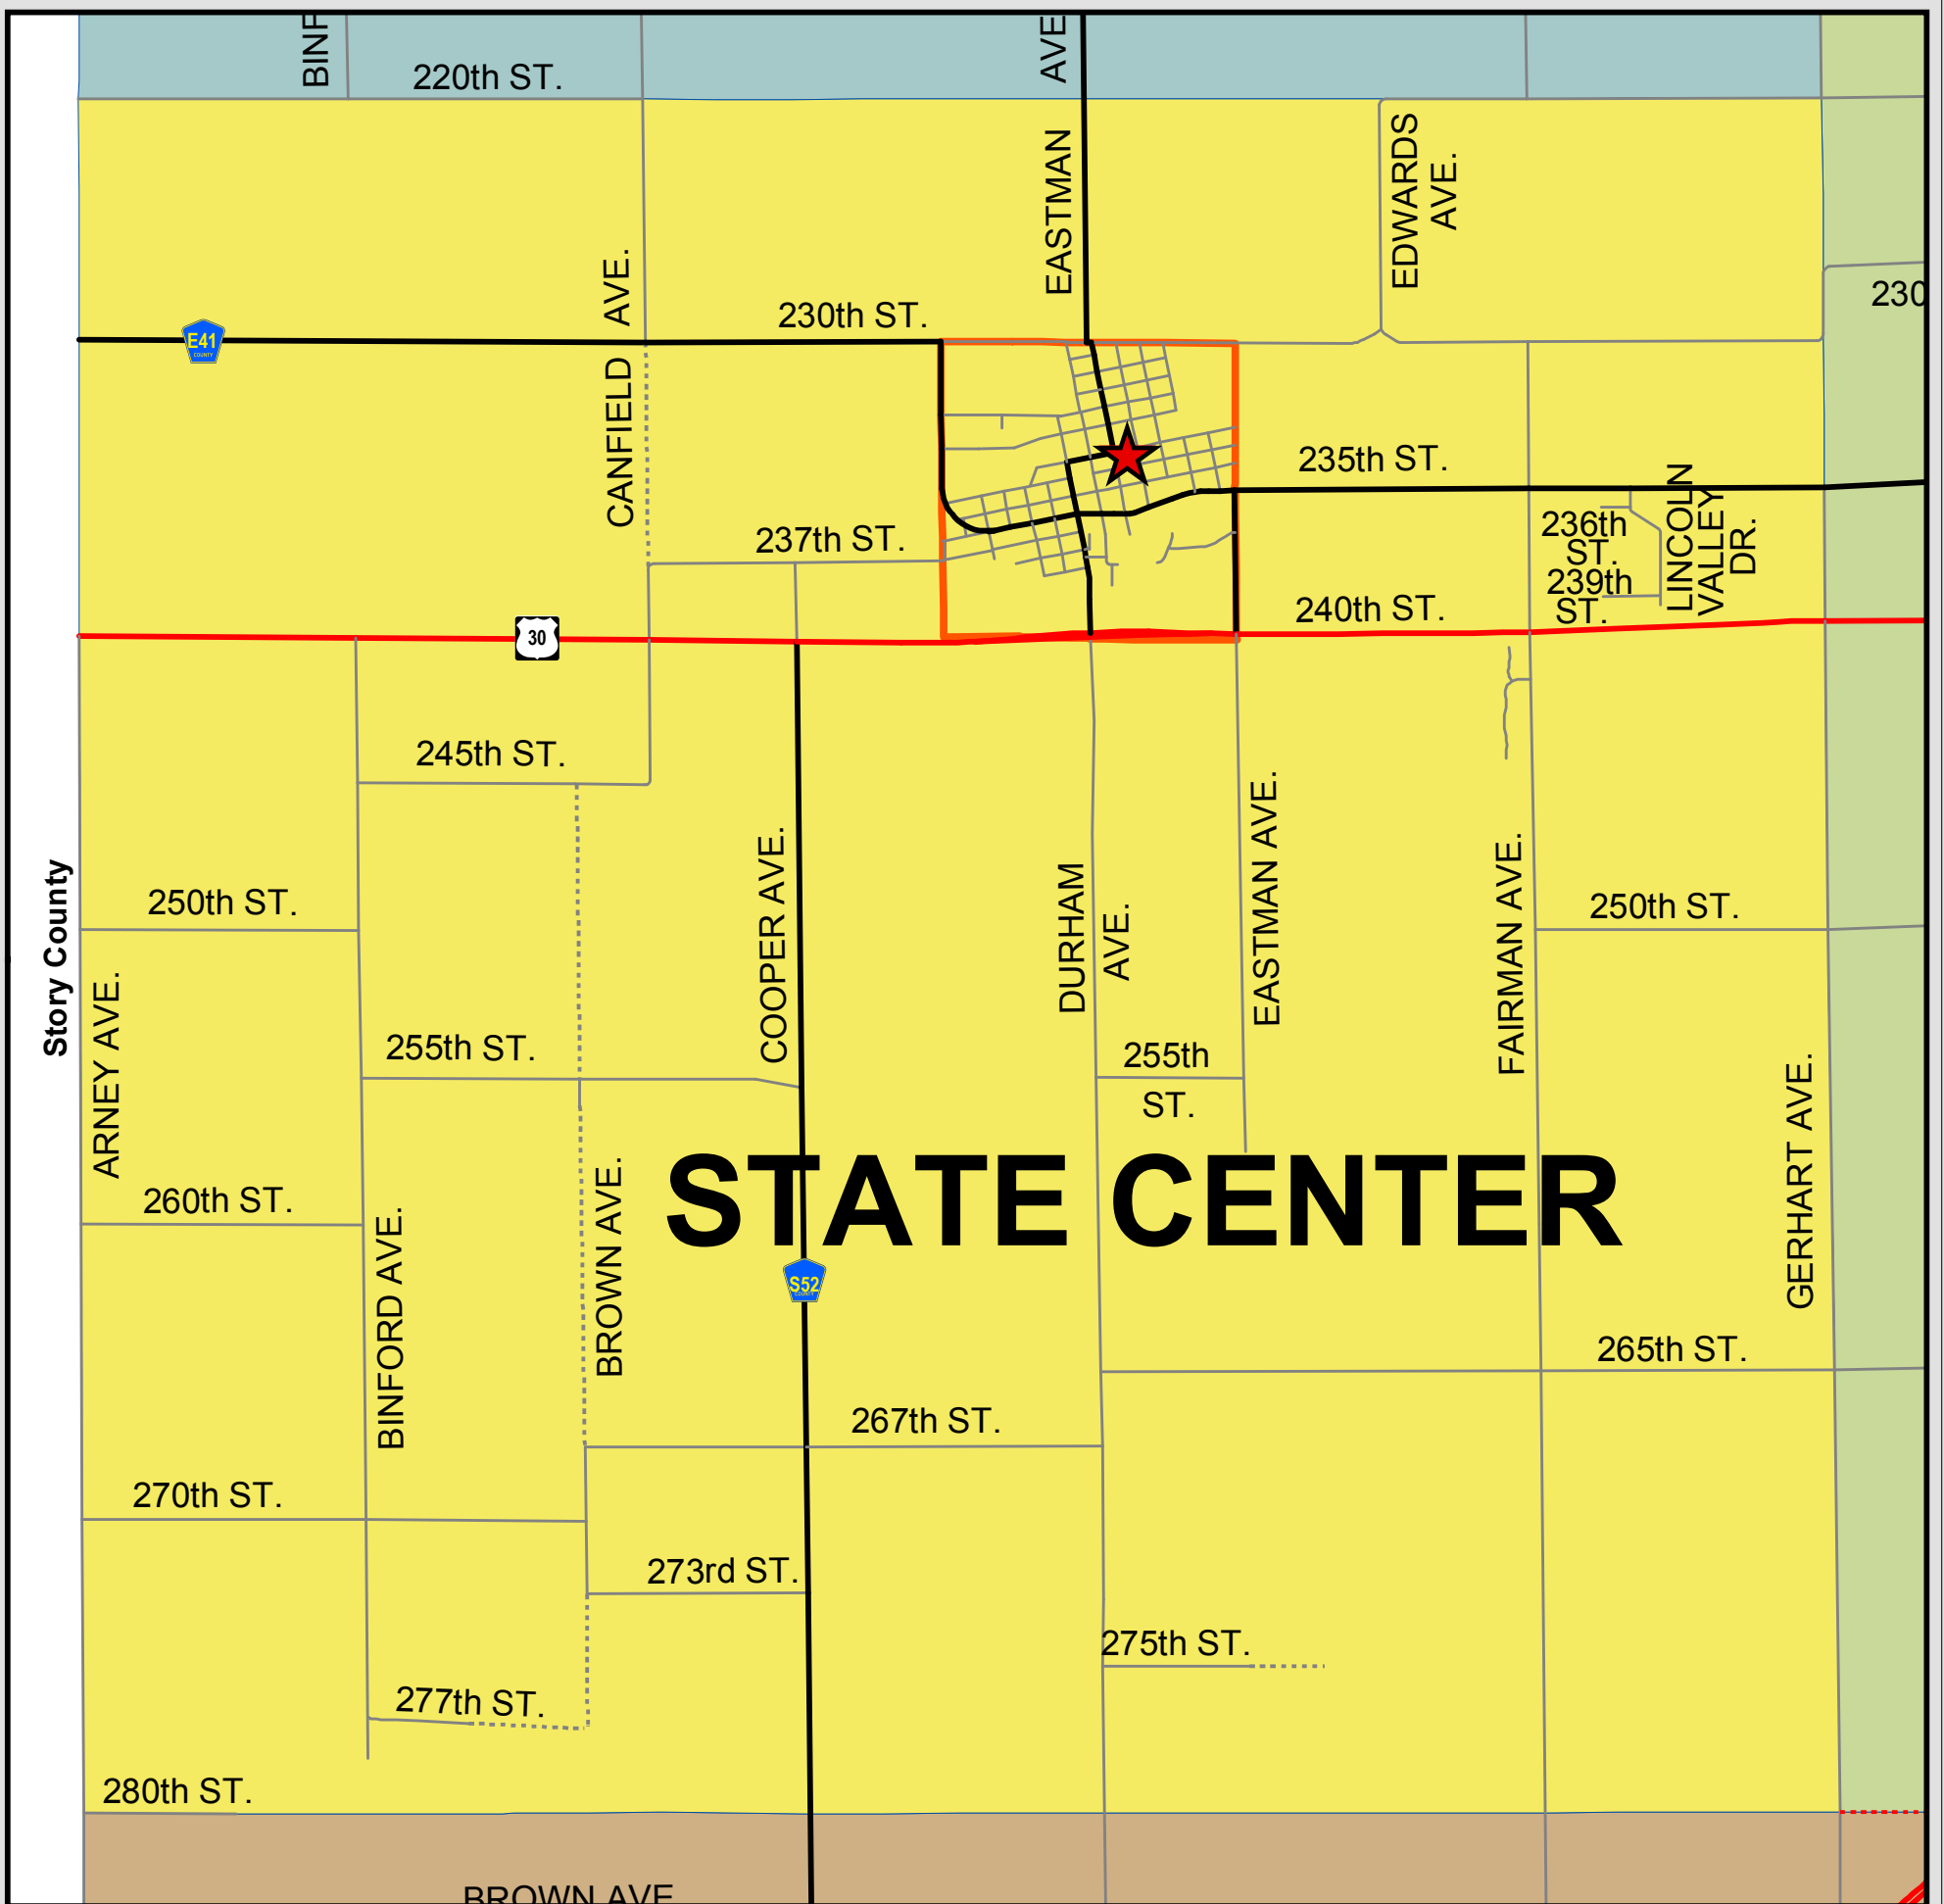 BINF
220th ST.
AVE
EASTMAN
EDWARDS
AVE.
230
CANFIELD AVE.
230th ST.
E41
COUNTY
235th ST.
LINCOLN
VALLEY
DR.
236th
ST.
237th ST.
239th
ST.
240th ST.
30
245th ST.
250th ST.
250th ST.
Story County
ARNEY AVE.
COOPER AVE.
DURHAM
AVE.
EASTMAN AVE.
FAIRMAN AVE.
255th ST.
255th
ST.
GERHART AVE.
STATE CENTER
260th ST.
BINFORD AVE.
BROWN AVE.
S52
COUNTY
265th ST.
267th ST.
270th ST.
273rd ST.
275th ST.
277th ST.
280th ST.
BROWN AVE